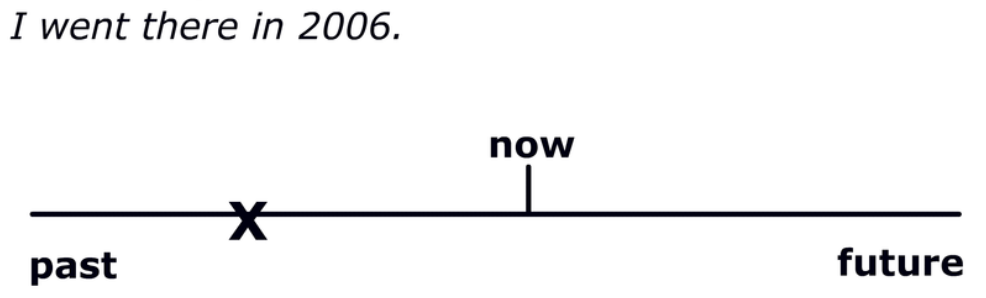 I went there in 2006.
now
X
past future